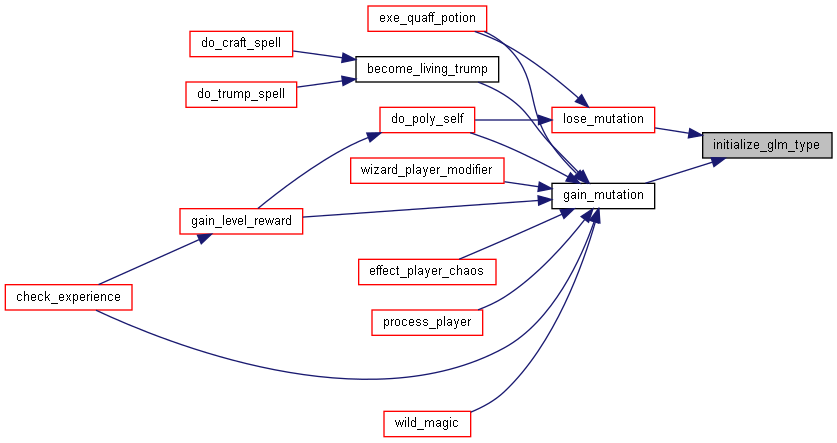 exe_quaff_potion
do_craft_spell
become_living_trump
do_trump_spell
do_poly_self
lose_mutation
initialize_glm_type
wizard_player_modifier
gain_mutation
gain_level_reward
effect_player_chaos
check_experience
process_player
wild_magic